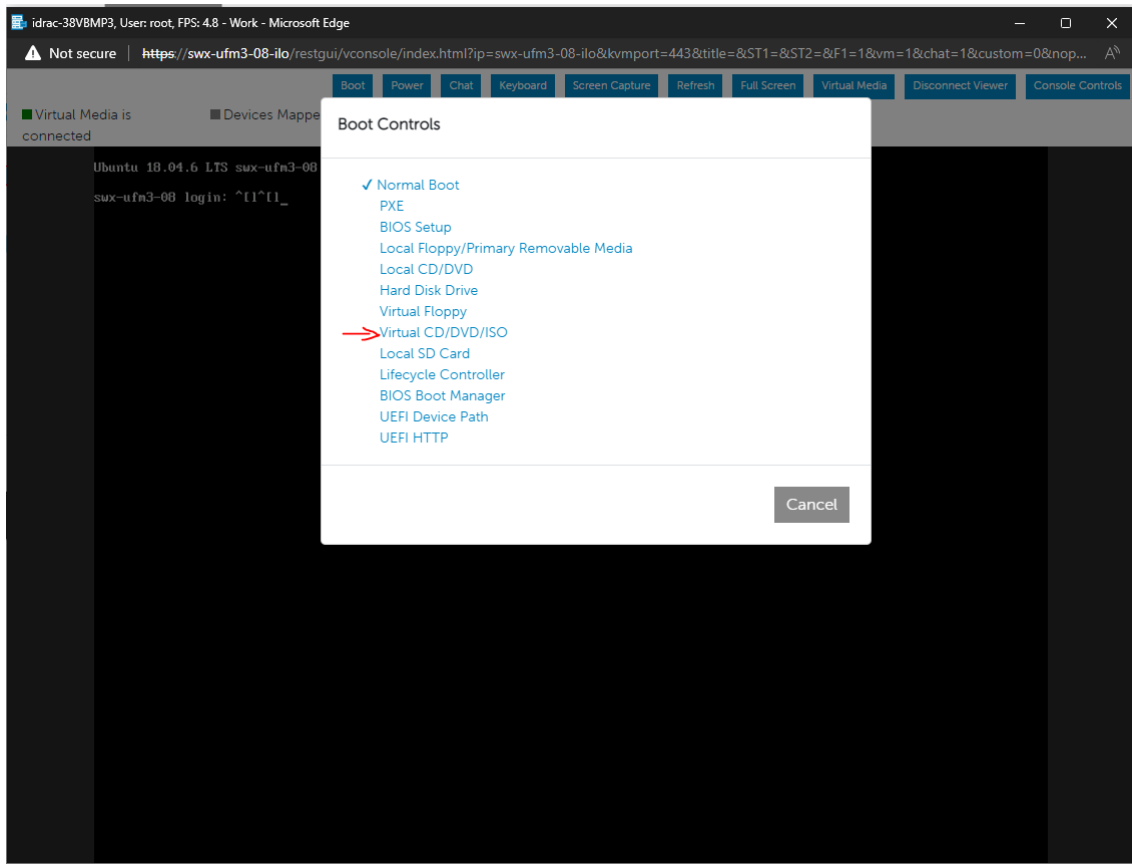 idrac-38VBMP3, User: root, FPS: 4.8 - Work - Microsoft Edge
Not secure | https://swx-ufm3-08-ilo/restgui/vconsole/index.html?ip=swx-ufm3-08-ilo&kvmport=443&title=&ST1=&ST2=&F1=1&vm=1&chat=1&custom=0&nop...
Boot Power Chat Keyboard Screen Capture Refresh Full Screen Virtual Media Disconnect Viewer Console Controls
Virtual Media is connected
Devices Mappe
Ubuntu 18.04.6 LTS swx-ufm3-08
swx-ufm3-08 login: ^[]^[]_
Boot Controls
✓ Normal Boot
PXE
BIOS Setup
Local Floppy/Primary Removable Media
Local CD/DVD
Hard Disk Drive
Virtual Floppy
Virtual CD/DVD/ISO
Local SD Card
Lifecycle Controller
BIOS Boot Manager
UEFI Device Path
UEFI HTTP
Cancel